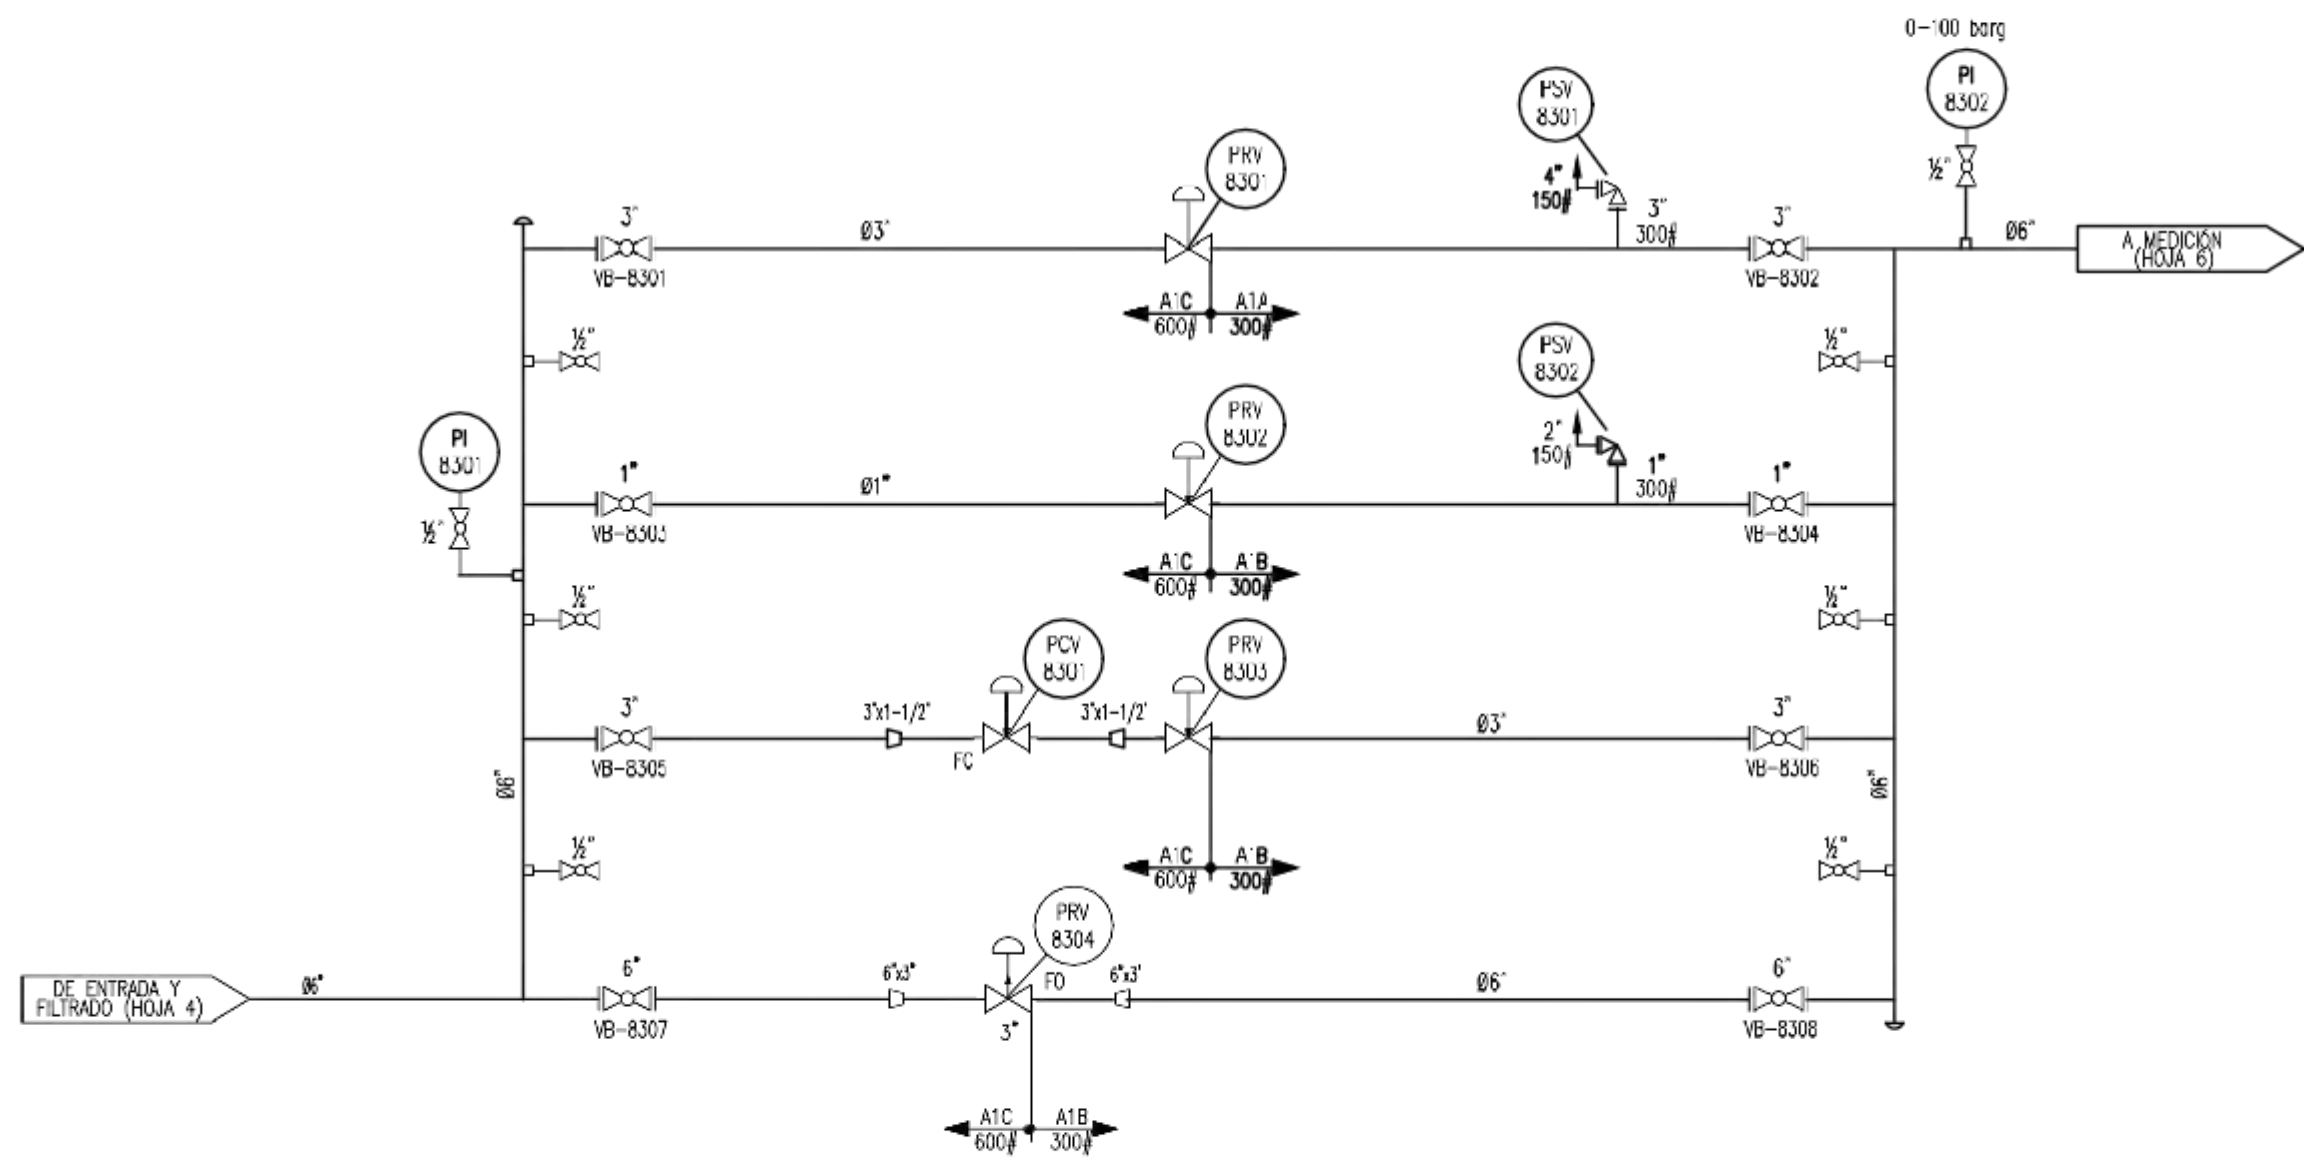 0-100 barg
PI
8302
PSV
8301
½"
PRV
8301
4"
150#
3"
300#
3"
Ø3"
3"
Ø6"
A MEDICIÓN
(HOJA 6)
VB-8301
VB-8302
A1C
A1A
600#
300#
½"
½"
PSV
8302
PRV
8302
PI
8301
2"
150#
1"
300#
1"
Ø1"
1"
½"
VB-8303
VB-8304
A1C
A1B
600#
300#
½"
½"
PCV
8301
PRV
8303
3"
3"x1-1/2"
3"x1-1/2"
Ø3"
3"
FC
VB-8305
VB-8306
Ø6"
Ø6"
½"
½"
A1C
A1B
600#
300#
PRV
8304
DE ENTRADA Y
FILTRADO (HOJA 4)
Ø6"
6"
6"x3"
FO
6"x3"
Ø6"
6"
VB-8307
3"
VB-8308
A1C
A1B
600#
300#